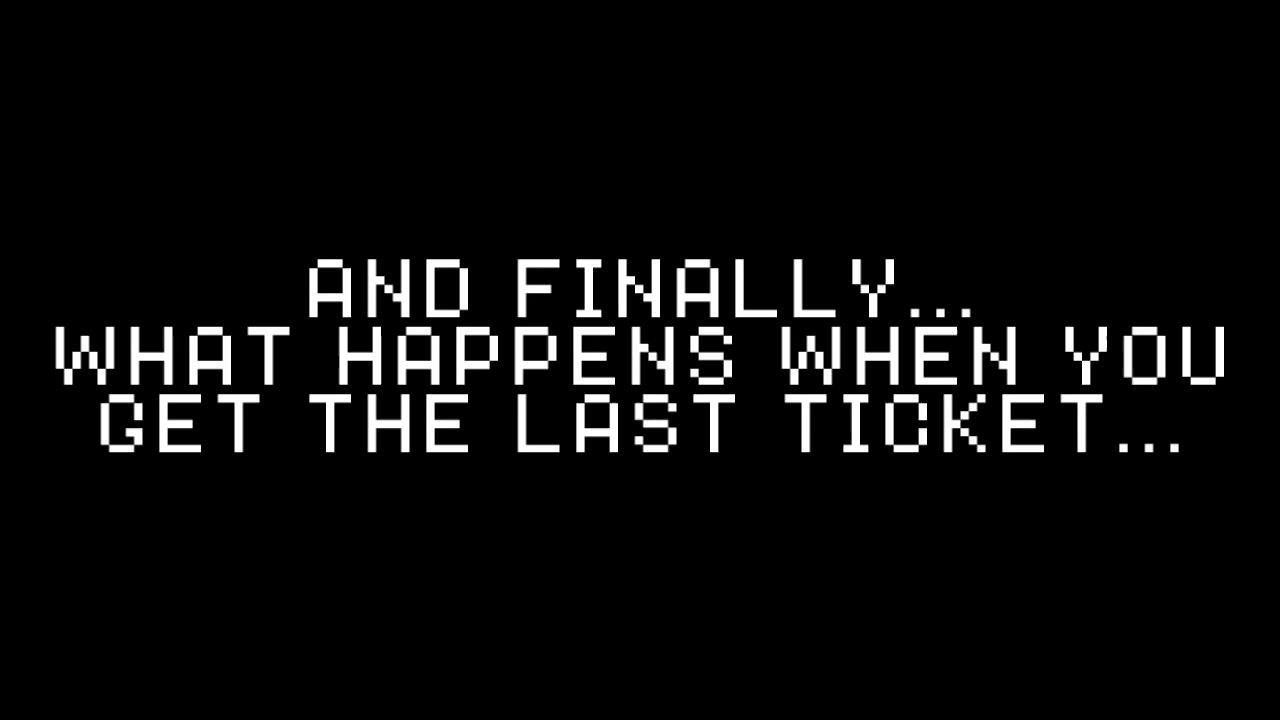 AND FINALLY...
WHAT HAPPENS WHEN YOU
GET THE LAST TICKET...